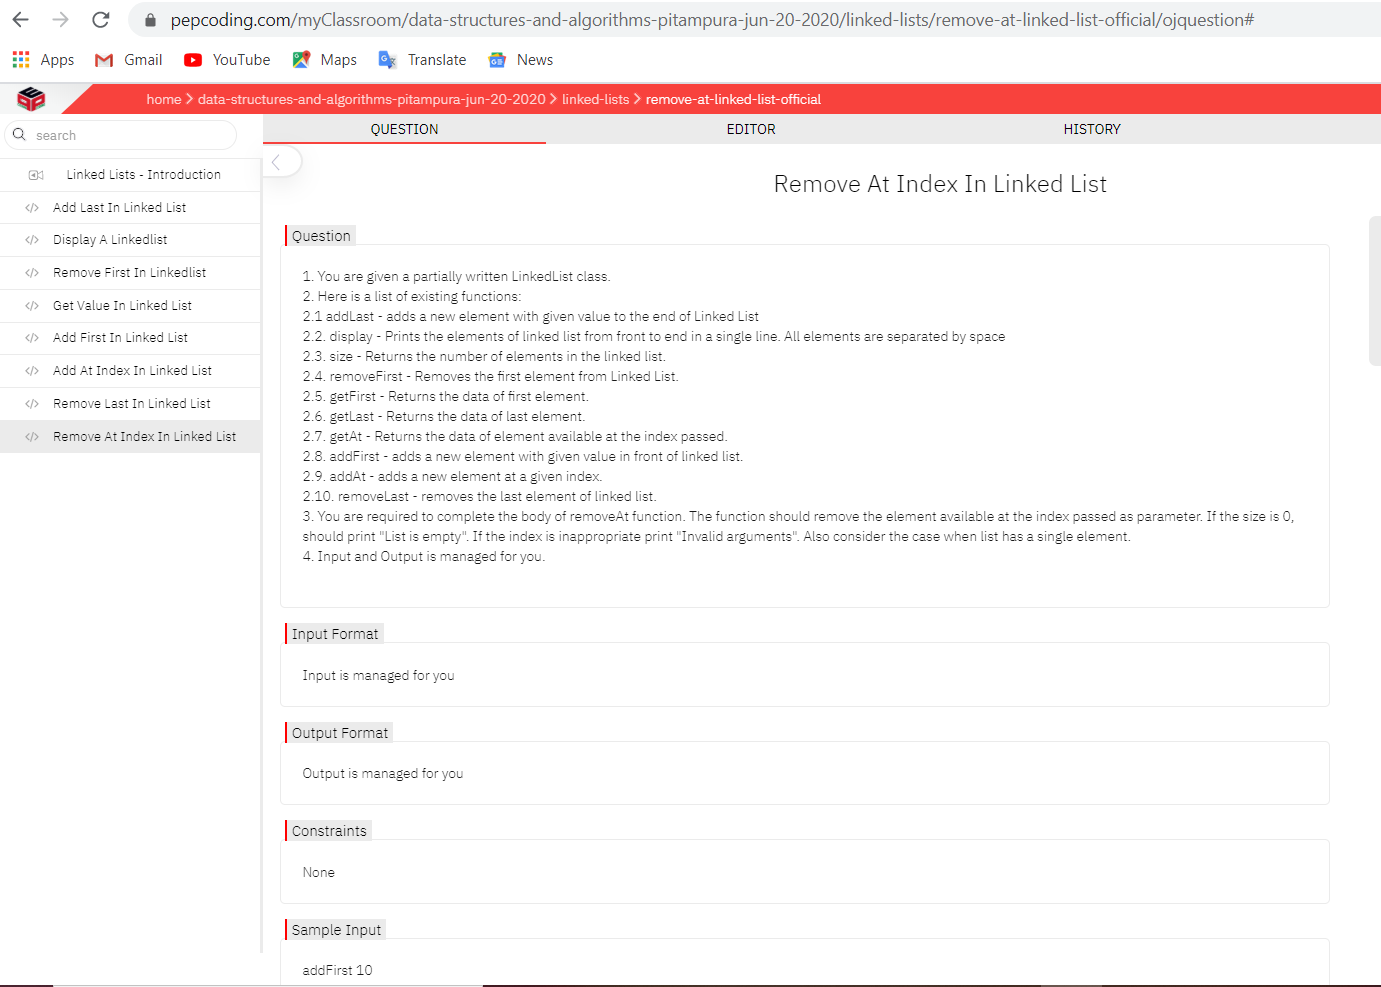 pepcoding.com/myClassroom/data-structures-and-algorithms-pitampura-jun-20-2020/linked-lists/remove-at-linked-list-official/ojquestion#
Apps Gmail YouTube Maps Translate News
home > data-structures-and-algorithms-pitampura-jun-20-2020 > linked-lists > remove-at-linked-list-official
search
QUESTION EDITOR HISTORY
Linked Lists - Introduction
Add Last In Linked List
Display A Linkedlist
Remove First In Linkedlist
Get Value In Linked List
Add First In Linked List
Add At Index In Linked List
Remove Last In Linked List
Remove At Index In Linked List
Remove At Index In Linked List
Question
1. You are given a partially written LinkedList class.
2. Here is a list of existing functions:
2.1 addLast - adds a new element with given value to the end of Linked List
2.2. display - Prints the elements of linked list from front to end in a single line. All elements are separated by space
2.3. size - Returns the number of elements in the linked list.
2.4. removeFirst - Removes the first element from Linked List.
2.5. getFirst - Returns the data of first element.
2.6. getLast - Returns the data of last element.
2.7. getAt - Returns the data of element available at the index passed.
2.8. addFirst - adds a new element with given value in front of linked list.
2.9. addAt - adds a new element at a given index.
2.10. removeLast - removes the last element of linked list.
3. You are required to complete the body of removeAt function. The function should remove the element available at the index passed as parameter. If the size is 0,
should print "List is empty". If the index is inappropriate print "Invalid arguments". Also consider the case when list has a single element.
4. Input and Output is managed for you.
Input Format
Input is managed for you
Output Format
Output is managed for you
Constraints
None
Sample Input
addFirst 10